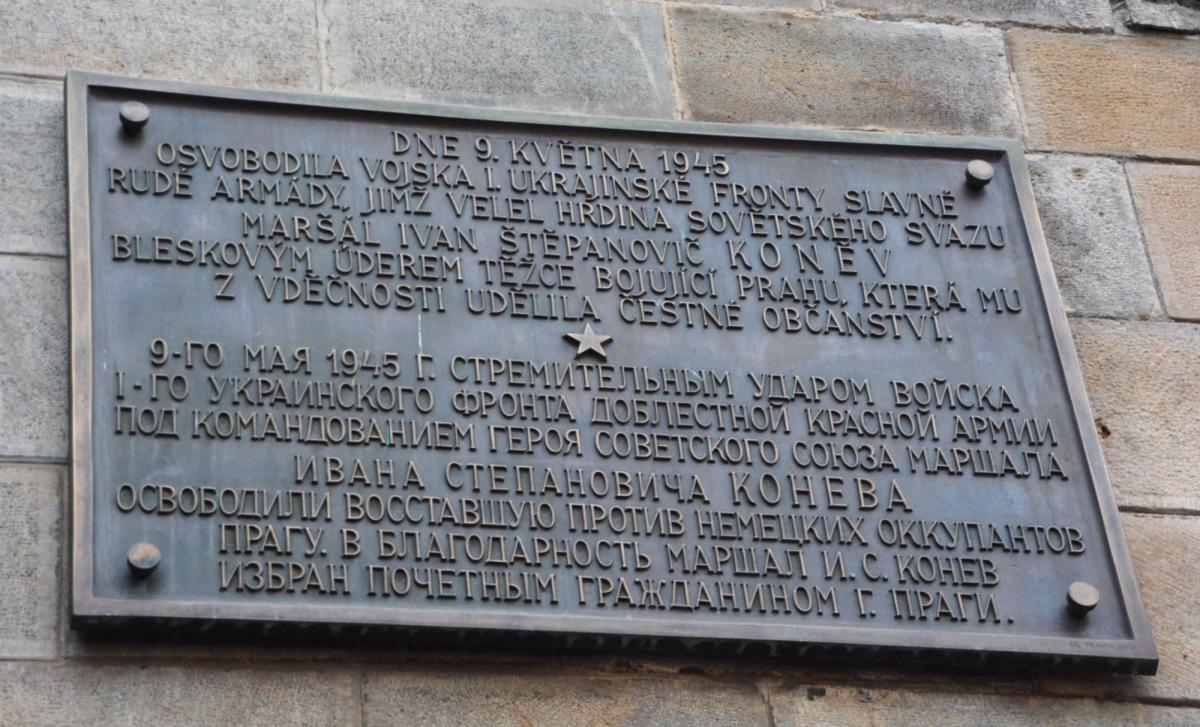 DNE 9. KVĚTNA 1945
OSVOBODILA VOJSKA I. UKRAJINSKÉ FRONTY SLAVNÉ
RUDÉ ARMÁDY, JIMŽ VELEL HRDINA SOVĚTSKÉHO SVAZU
MARŠÁL IVAN ŠTĚPANOVIČ KONĚV
BLESKOVÝM ÚDEREM TĚŽCE BOJUJÍCÍ PRAHU, KTERÁ MU
Z VDĚČNOSTI UDĚLILA ČESTNÉ OBČANSTVÍ.
9-ГО МАЯ 1945 Г. СТРЕМИТЕЛЬНЫМ УДАРОМ ВОЙСКА
I-ГО УКРАИНСКОГО ФРОНТА ДОБЛЕСТНОЙ КРАСНОЙ АРМИИ
ПОД КОМАНДОВАНИЕМ ГЕРОЯ СОВЕТСКОГО СОЮЗА МАРШАЛА
ИВАНА СТЕПАНОВИЧА КОНЕВА
ОСВОБОДИЛИ ВОССТАВШУЮ ПРОТИВ НЕМЕЦКИХ ОККУПАНТОВ
ПРАГУ. В БЛАГОДАРНОСТЬ МАРШАЛ И. С. КОНЕВ
ИЗБРАН ПОЧЕТНЫМ ГРАЖДАНИНОМ Г. ПРАГИ.